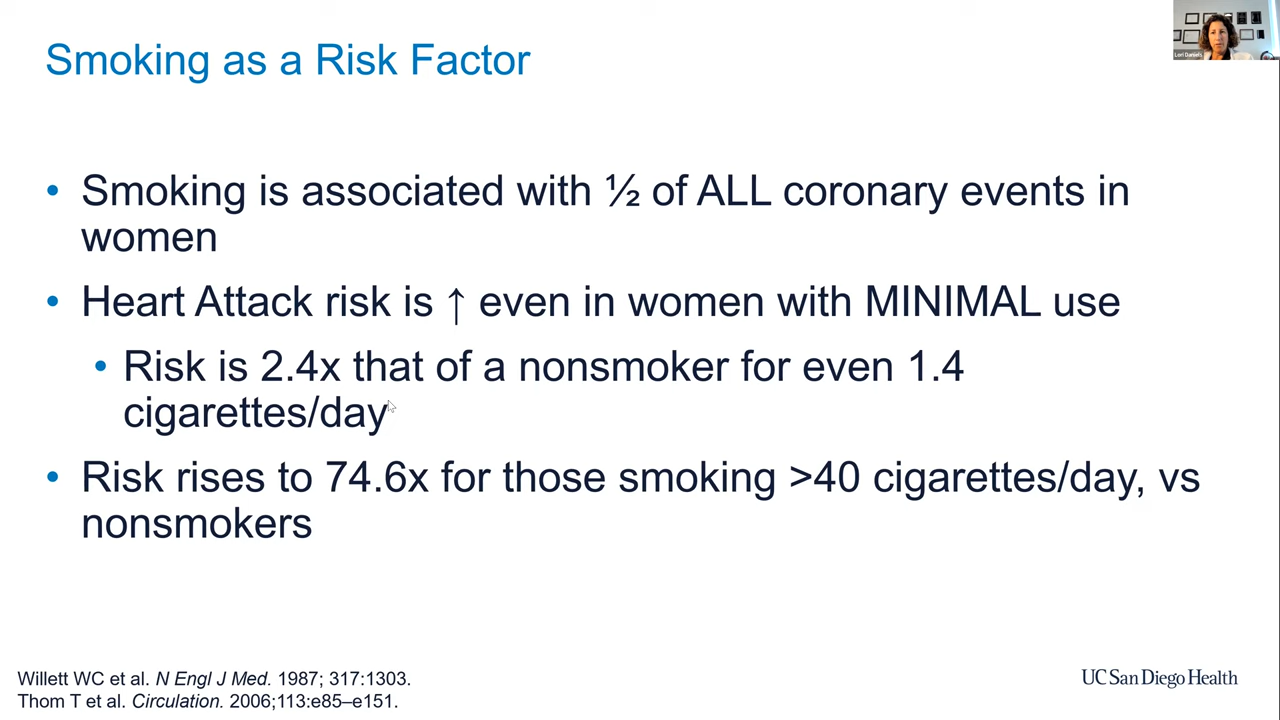 Smoking as a Risk Factor
Lori Daniels
• Smoking is associated with ½ of ALL coronary events in
women
• Heart Attack risk is ↑ even in women with MINIMAL use
• Risk is 2.4x that of a nonsmoker for even 1.4
cigarettes/day
• Risk rises to 74.6x for those smoking >40 cigarettes/day, vs
nonsmokers
Willett WC et al. N Engl J Med. 1987; 317:1303.
Thom T et al. Circulation. 2006;113:e85–e151.
UC San Diego Health